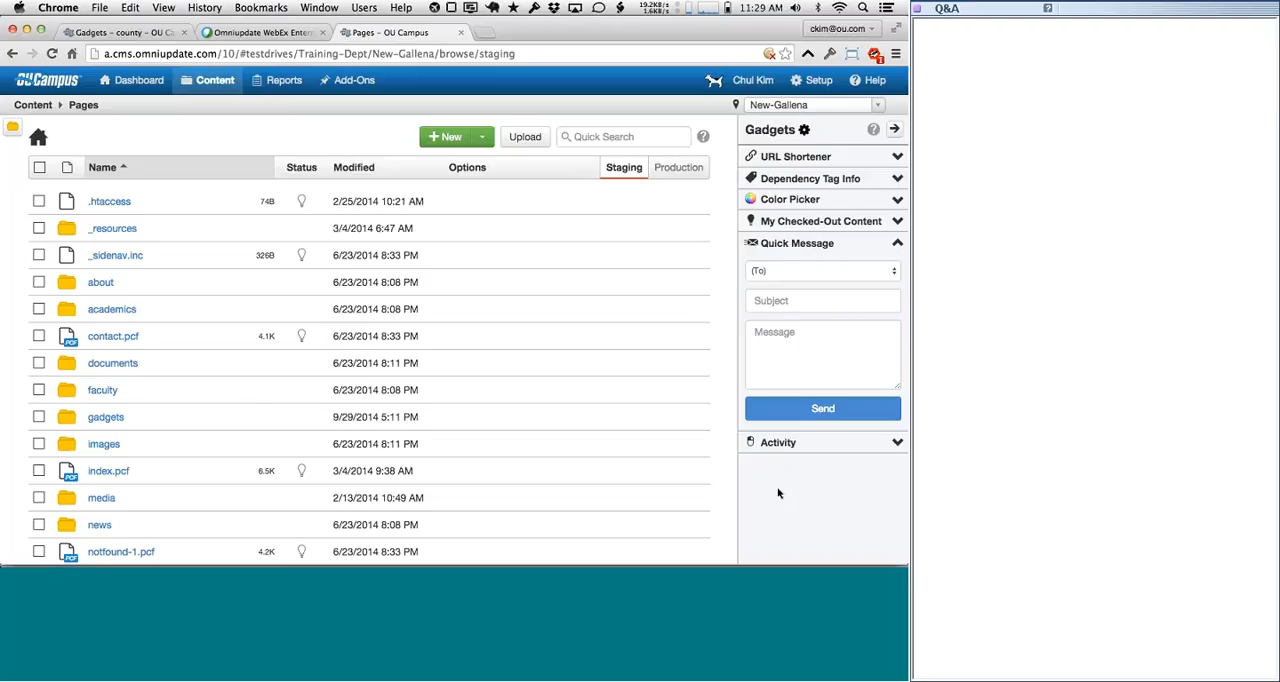 Chrome File Edit View History Bookmarks Window Users Help 19.2KB/s 1.6KB/s 11:29 AM Q&A ?
Gadgets – county – OU Ca × Omniupdate WebEx Enterp × Pages – OU Campus × ckim@ou.com
a.cms.omniupdate.com/10/#testdrives/Training-Dept/New-Gallena/browse/staging
OU Campus Dashboard Content Reports Add-Ons Chul Kim Setup Help
Content Pages New-Gallena
+ New Upload Quick Search ? Gadgets ?
Name Status Modified Options Staging Production
URL Shortener
Dependency Tag Info
Color Picker
My Checked-Out Content
Quick Message
(To)
Subject
Message
Send
Activity
.htaccess 74B 2/25/2014 10:21 AM
_resources 3/4/2014 6:47 AM
_sidenav.inc 326B 6/23/2014 8:33 PM
about 6/23/2014 8:08 PM
academics 6/23/2014 8:08 PM
PCF contact.pcf 4.1K 6/23/2014 8:33 PM
documents 6/23/2014 8:11 PM
faculty 6/23/2014 8:08 PM
gadgets 9/29/2014 5:11 PM
images 6/23/2014 8:11 PM
PCF index.pcf 6.5K 3/4/2014 9:38 AM
media 2/13/2014 10:49 AM
news 6/23/2014 8:08 PM
PCF notfound-1.pcf 4.2K 6/23/2014 8:33 PM